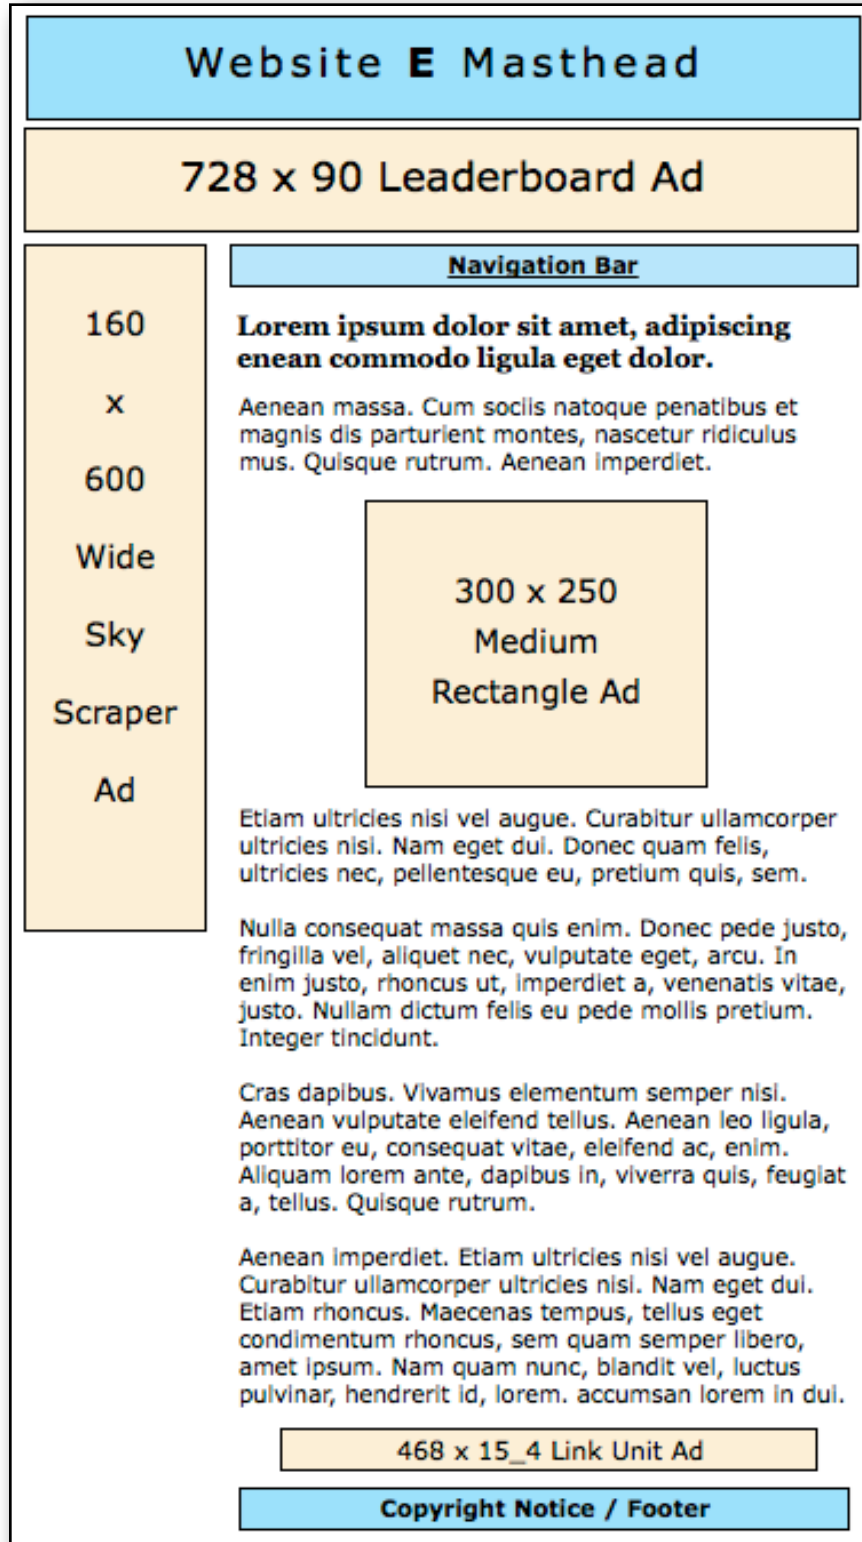 Website E Masthead
728 x 90 Leaderboard Ad
160
x
600
Wide
Sky
Scraper
Ad
Navigation Bar
Lorem ipsum dolor sit amet, adipiscing
enean commodo ligula eget dolor.
Aenean massa. Cum sociis natoque penatibus et
magnis dis parturient montes, nascetur ridiculus
mus. Quisque rutrum. Aenean imperdiet.
300 x 250
Medium
Rectangle Ad
Etiam ultricies nisi vel augue. Curabitur ullamcorper
ultricies nisi. Nam eget dui. Donec quam felis,
ultricies nec, pellentesque eu, pretium quis, sem.
Nulla consequat massa quis enim. Donec pede justo,
fringilla vel, aliquet nec, vulputate eget, arcu. In
enim justo, rhoncus ut, imperdiet a, venenatis vitae,
justo. Nullam dictum felis eu pede mollis pretium.
Integer tincidunt.
Cras dapibus. Vivamus elementum semper nisi.
Aenean vulputate eleifend tellus. Aenean leo ligula,
porttitor eu, consequat vitae, eleifend ac, enim.
Aliquam lorem ante, dapibus in, viverra quis, feugiat
a, tellus. Quisque rutrum.
Aenean imperdiet. Etiam ultricies nisi vel augue.
Curabitur ullamcorper ultricies nisi. Nam eget dui.
Etiam rhoncus. Maecenas tempus, tellus eget
condimentum rhoncus, sem quam semper libero,
amet ipsum. Nam quam nunc, blandit vel, luctus
pulvinar, hendrerit id, lorem. accumsan lorem in dui.
468 x 15_4 Link Unit Ad
Copyright Notice / Footer